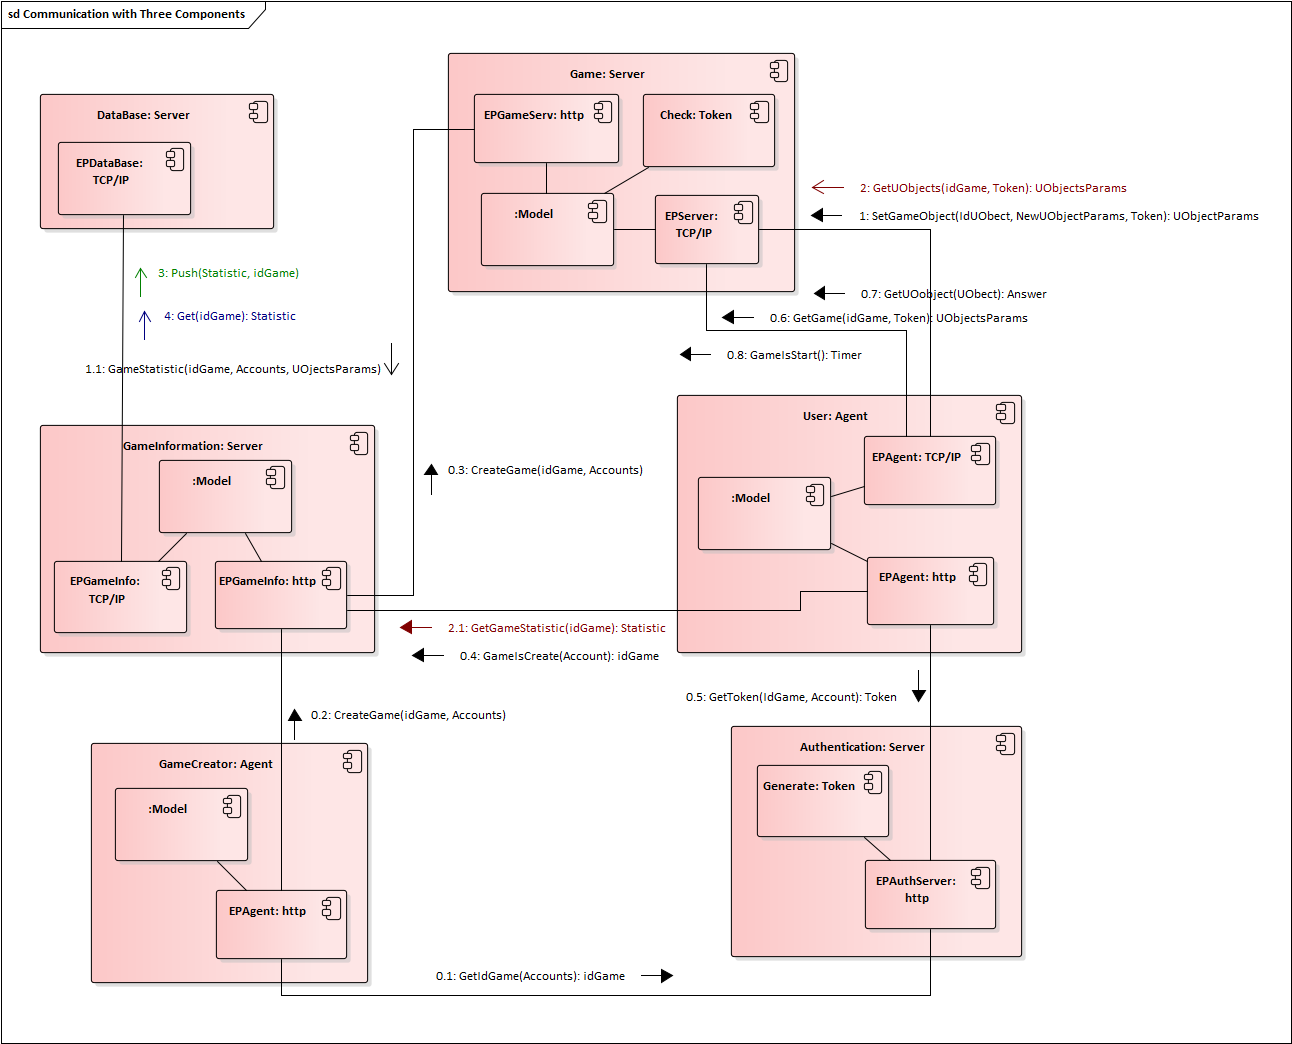 sd Communication with Three Components
Game: Server
DataBase: Server
EPGameServ: http
Check: Token
EPDataBase:
TCP/IP
2: GetUObjects(idGame, Token): UObjectsParams
:Model
EPServer:
TCP/IP
1: SetGameObject(IdUObect, NewUObjectParams, Token): UObjectParams
3: Push(Statistic, idGame)
0.7: GetUOobject(UObect): Answer
4: Get(idGame): Statistic
0.6: GetGame(idGame, Token): UObjectsParams
0.8: GameIsStart(): Timer
1.1: GameStatistic(idGame, Accounts, UOjectsParams)
User: Agent
GameInformation: Server
EPAgent: TCP/IP
0.3: CreateGame(idGame, Accounts)
:Model
:Model
EPGameInfo:
TCP/IP
EPGameInfo: http
EPAgent: http
2.1: GetGameStatistic(idGame): Statistic
0.4: GameIsCreate(Account): idGame
0.5: GetToken(IdGame, Account): Token
0.2: CreateGame(idGame, Accounts)
Authentication: Server
GameCreator: Agent
Generate: Token
:Model
EPAuthServer:
http
EPAgent: http
0.1: GetIdGame(Accounts): idGame